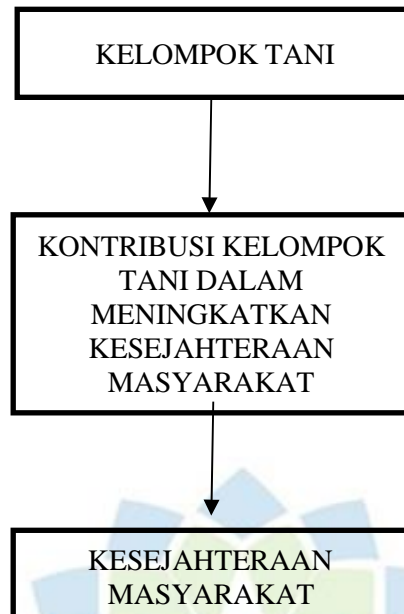 KELOMPOK TANI
KONTRIBUSI KELOMPOK
TANI DALAM
MENINGKATKAN
KESEJAHTERAAN
MASYARAKAT
KESEJAHTERAAN
MASYARAKAT